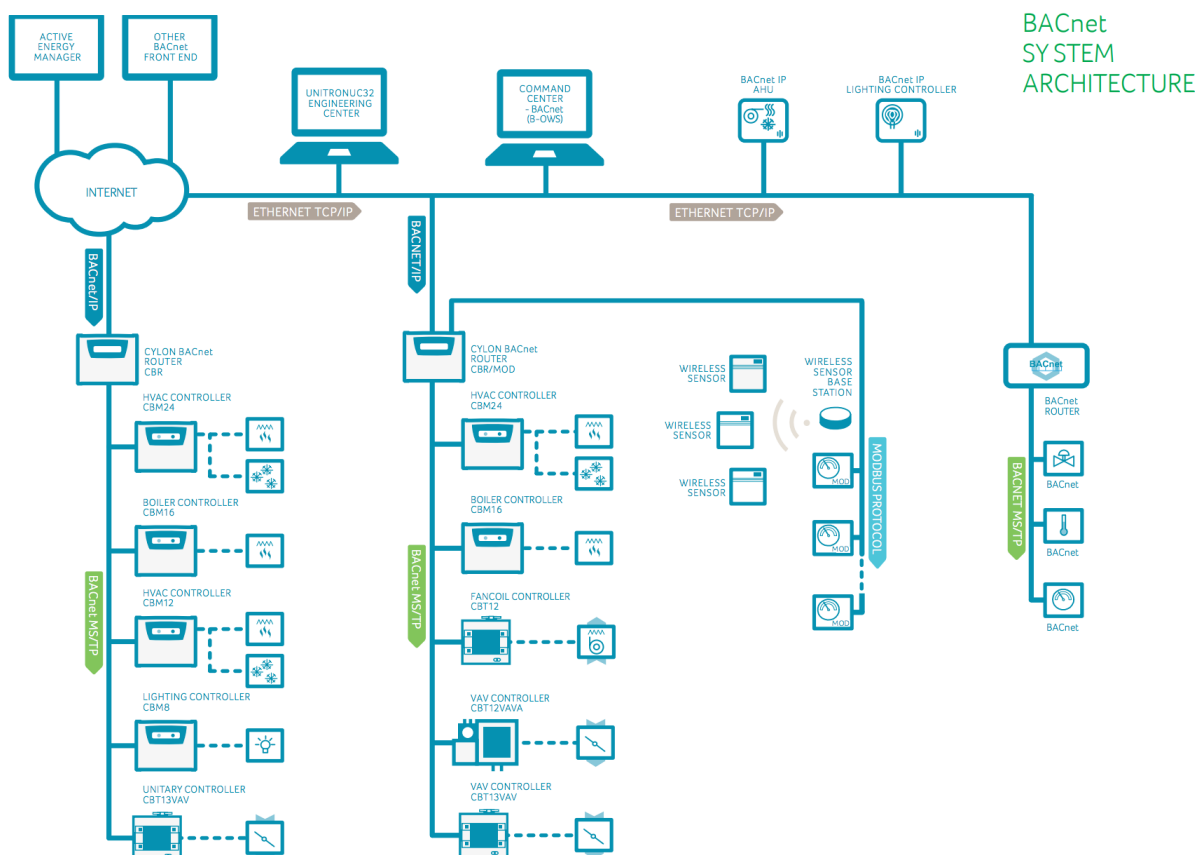 BACnet
SY STEM
ARCHITECTURE
ACTIVE
ENERGY
MANAGER
OTHER
BACnet
FRONT END
UNITRONUC32
ENGINEERING
CENTER
COMMAND
CENTER
- BACnet
(B-OWS)
BACnet IP
AHU
BACnet IP
LIGHTING CONTROLLER
INTERNET
ETHERNET TCP/IP
ETHERNET TCP/IP
BACnet/IP
BACNET/IP
CYLON BACnet
ROUTER
CBR
HVAC CONTROLLER
CBM24
BOILER CONTROLLER
CBM16
HVAC CONTROLLER
CBM12
LIGHTING CONTROLLER
CBM8
UNITARY CONTROLLER
CBT13VAV
BACnet MS/TP
CYLON BACnet
ROUTER
CBR/MOD
HVAC CONTROLLER
CBM24
BOILER CONTROLLER
CBM16
FANCOIL CONTROLLER
CBT12
VAV CONTROLLER
CBT12VAVA
VAV CONTROLLER
CBT13VAV
BACnet MS/TP
WIRELESS
SENSOR
WIRELESS
SENSOR
WIRELESS
SENSOR
WIRELESS
SENSOR
BASE
STATION
MOD
MOD
MOD
MODBUS PROTOCOL
BACnet
BACnet
ROUTER
BACNET MS/TP
BACnet
BACnet
BACnet